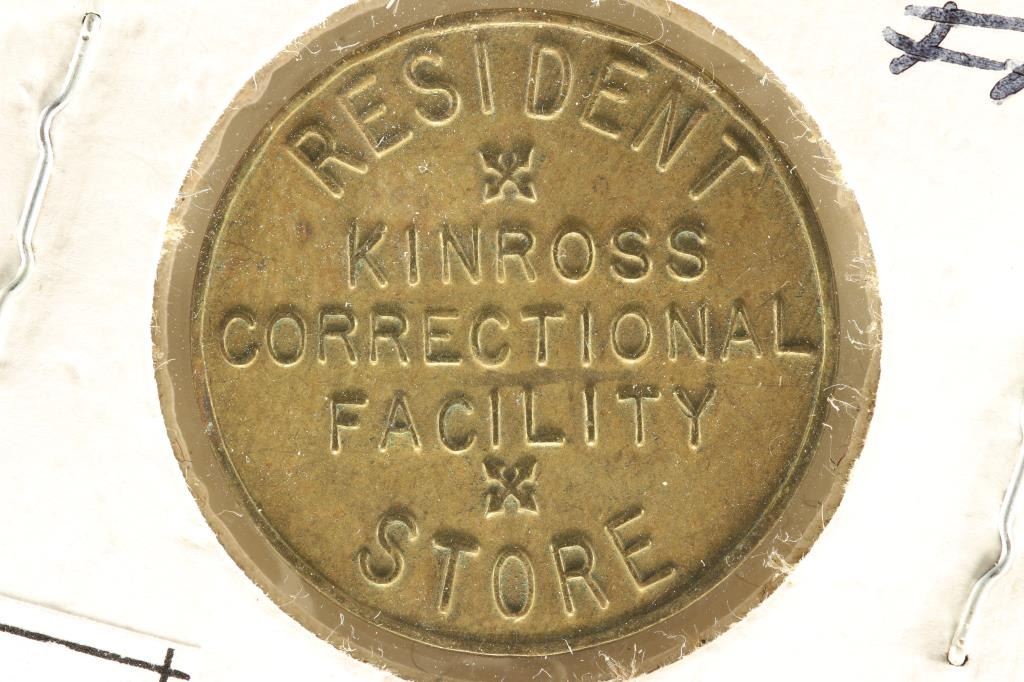 RESIDENT
KINROSS
CORRECTIONAL
FACILITY
STORE